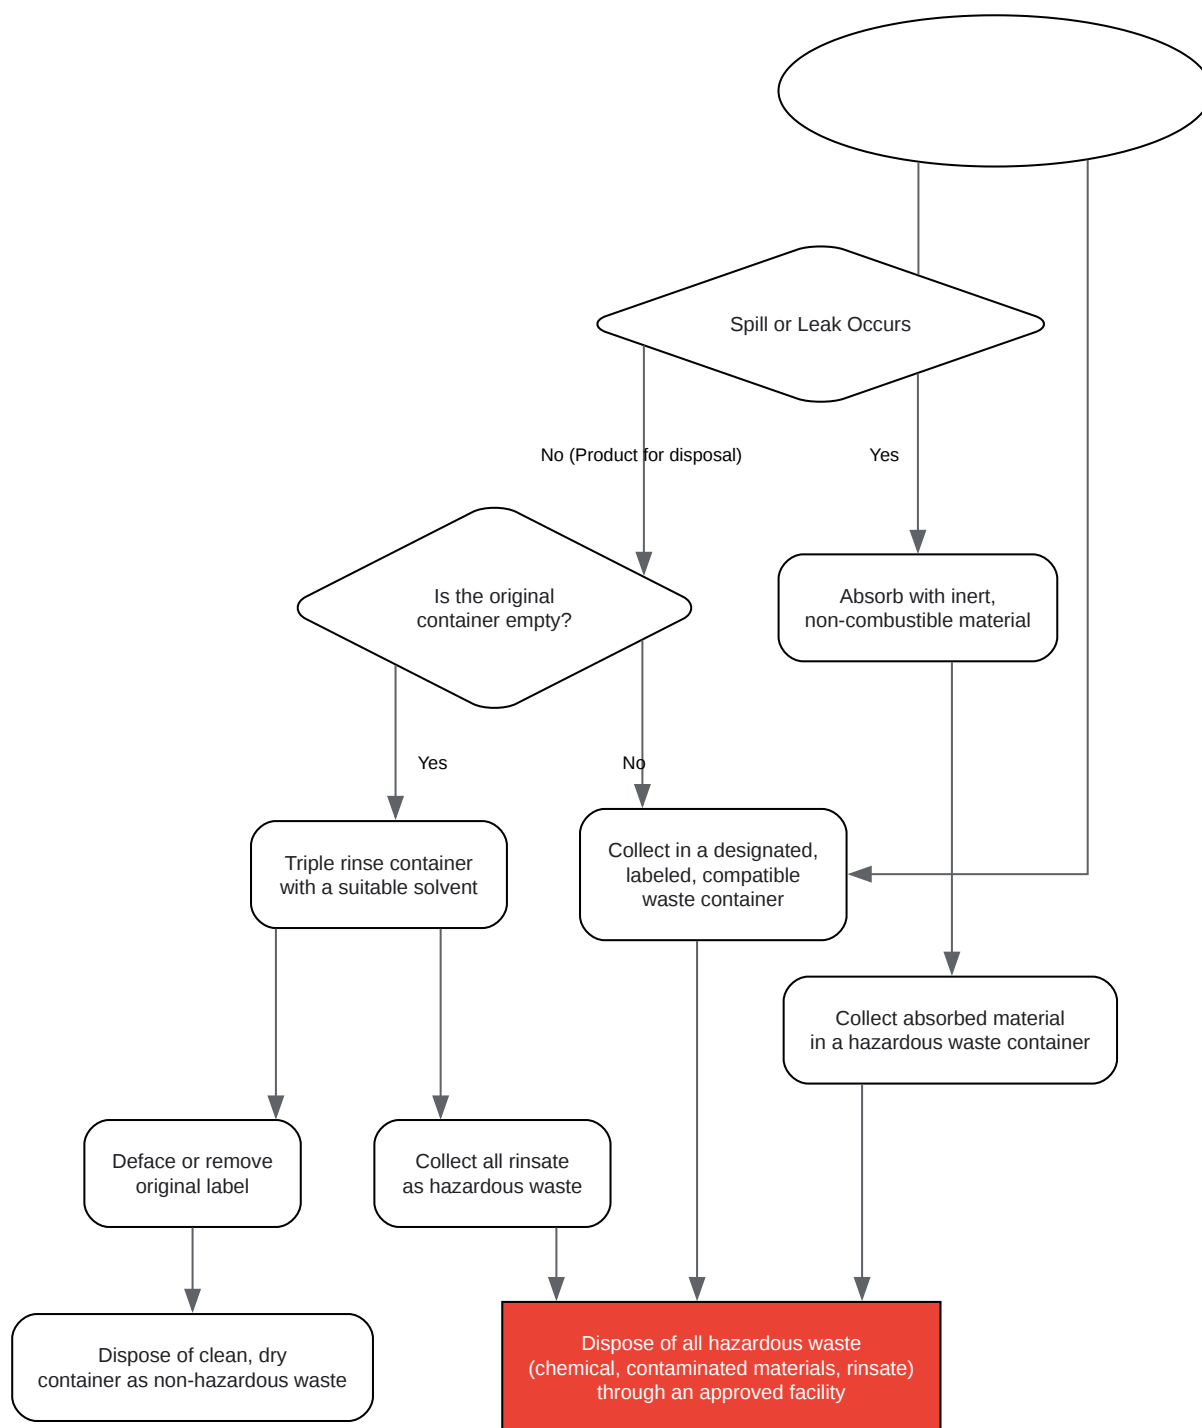 Spill or Leak Occurs
No (Product for disposal)
Yes
Is the original
container empty?
Absorb with inert,
non-combustible material
Yes
No
Triple rinse container
with a suitable solvent
Collect in a designated,
labeled, compatible
waste container
Collect absorbed material
in a hazardous waste container
Deface or remove
original label
Collect all rinsate
as hazardous waste
Dispose of clean, dry
container as non-hazardous waste
Dispose of all hazardous waste
(chemical, contaminated materials, rinsate)
through an approved facility